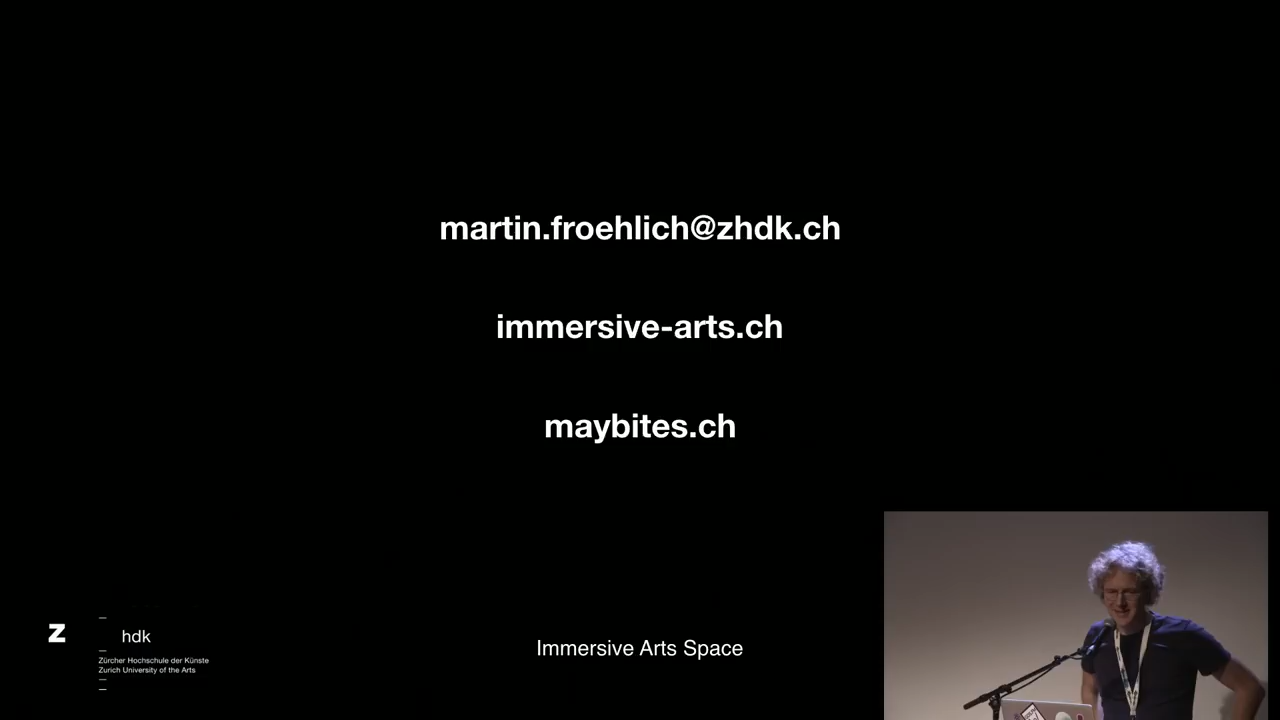 martin.froehlich@zhdk.ch
immersive-arts.ch
maybites.ch
Z hdk
Zürcher Hochschule der Künste
Zurich University of the Arts
Immersive Arts Space